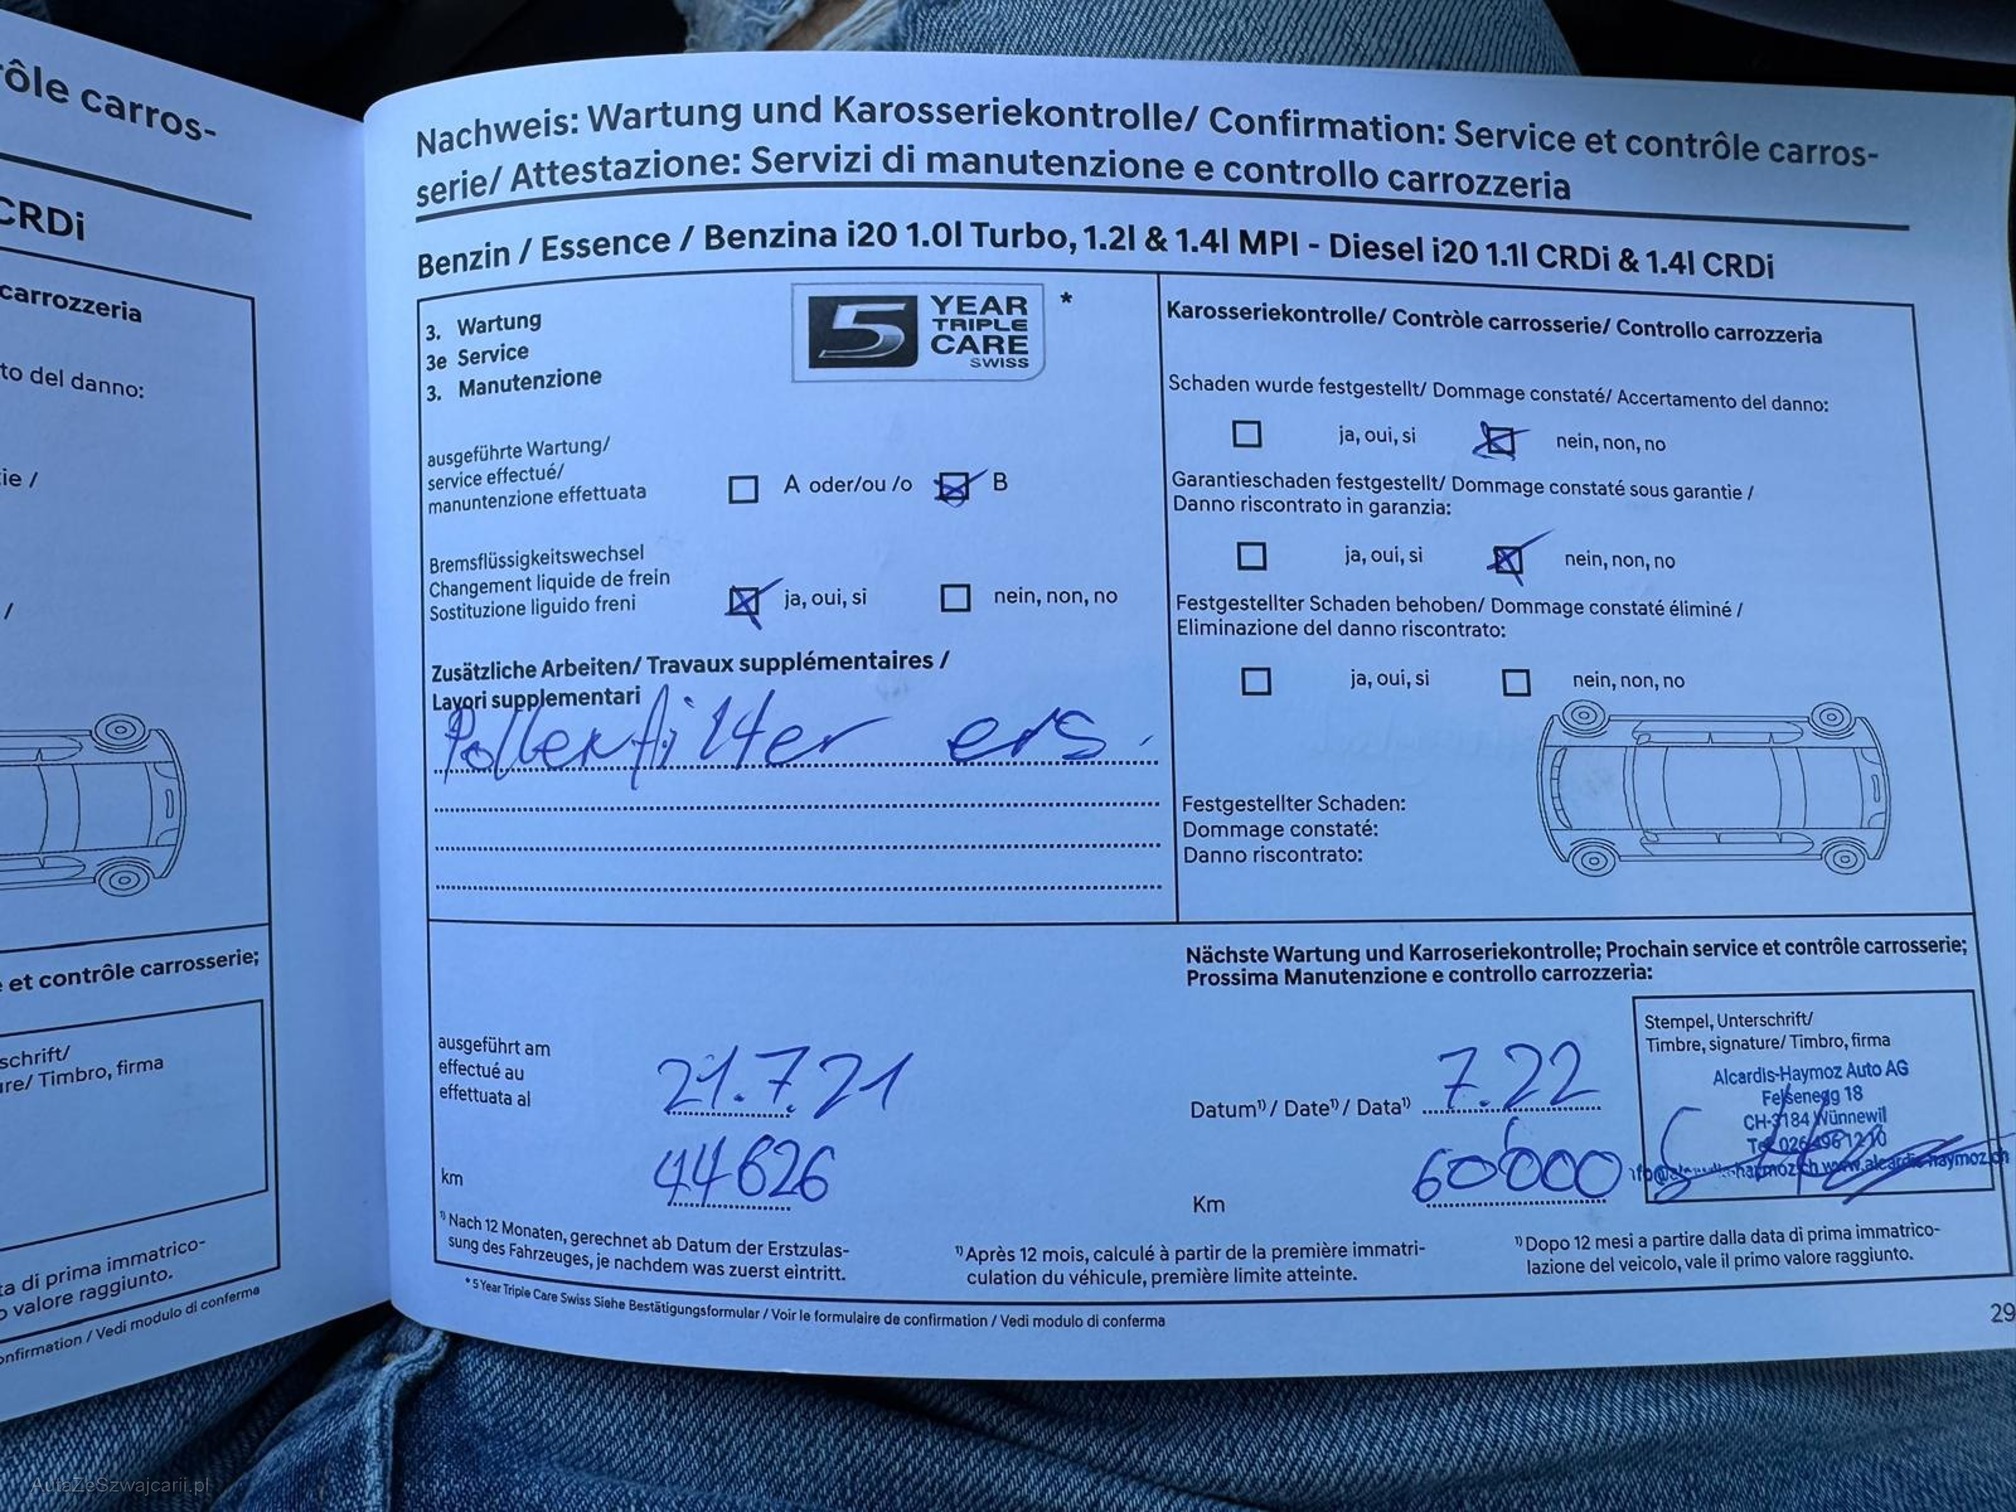 ôle carros-
CRDi
carrozzeria
to del danno:
ie /
/
et contrôle carrosserie;
schrift/
re/ Timbro, firma
ta di prima immatrico-
o valore raggiunto.
onfirmation / Vedi modulo di conferma
Nachweis: Wartung und Karosseriekontrolle/ Confirmation: Service et contrôle carros-
serie/ Attestazione: Servizi di manutenzione e controllo carrozzeria
Benzin / Essence / Benzina i20 1.0l Turbo, 1.2l & 1.4l MPI - Diesel i20 1.1l CRDi & 1.4l CRDi
3. Wartung
3e Service
3. Manutenzione
5 YEAR
TRIPLE
CARE
SWISS
*
ausgeführte Wartung/
service effectué/
manuntenzione effettuata
A oder/ou /o B
Bremsflüssigkeitswechsel
Changement liquide de frein
Sostituzione liguido freni
ja, oui, si nein, non, no
Zusätzliche Arbeiten/ Travaux supplémentaires /
Lavori supplementari
Pollenfilter ers.
Karosseriekontrolle/ Contrôle carrosserie/ Controllo carrozzeria
Schaden wurde festgestellt/ Dommage constaté/ Accertamento del danno:
ja, oui, si nein, non, no
Garantieschaden festgestellt/ Dommage constaté sous garantie /
Danno riscontrato in garanzia:
ja, oui, si nein, non, no
Festgestellter Schaden behoben/ Dommage constaté éliminé /
Eliminazione del danno riscontrato:
ja, oui, si nein, non, no
Festgestellter Schaden:
Dommage constaté:
Danno riscontrato:
ausgeführt am
effectué au
effettuata al
21.7.21
km 44626
Nächste Wartung und Karroseriekontrolle; Prochain service et contrôle carrosserie;
Prossima Manutenzione e controllo carrozzeria:
Datum¹⁾ / Date¹⁾ / Data¹⁾ 7.22
Km 60'000
Stempel, Unterschrift/
Timbre, signature/ Timbro, firma
Alcardis-Haymoz Auto AG
Felsenegg 18
CH-3184 Wünnewil
Tel. 026 496 12 10
www.alcardis-haymoz.ch
¹⁾ Nach 12 Monaten, gerechnet ab Datum der Erstzulas-
sung des Fahrzeuges, je nachdem was zuerst eintritt.
¹⁾ Après 12 mois, calculé à partir de la première immatri-
culation du véhicule, première limite atteinte.
¹⁾ Dopo 12 mesi a partire dalla data di prima immatrico-
lazione del veicolo, vale il primo valore raggiunto.
* 5 Year Triple Care Swiss Siehe Bestätigungsformular / Voir le formulaire de confirmation / Vedi modulo di conferma
29
AutaZeSzwajcarii.pl